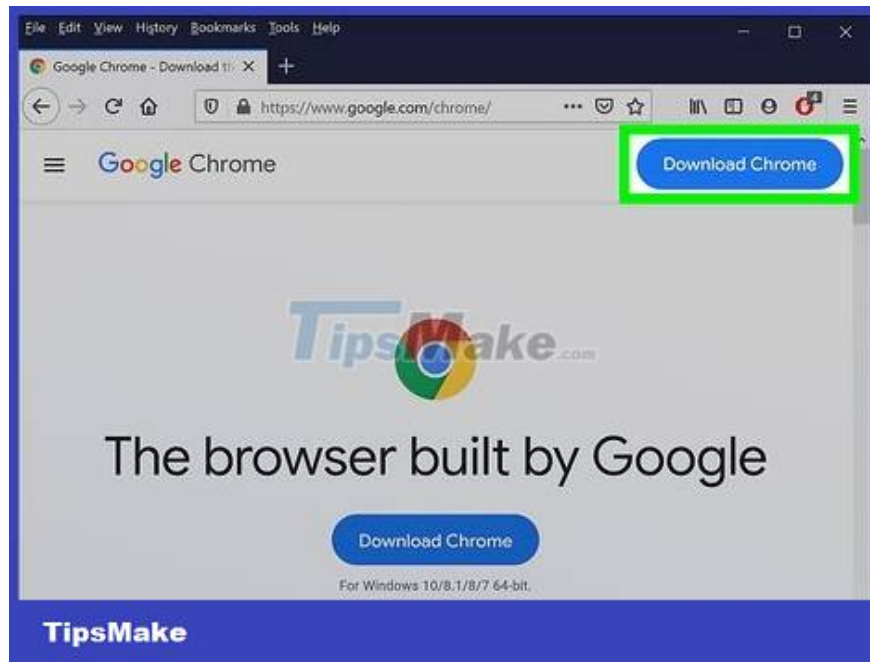 File Edit View History Bookmarks Tools Help
Google Chrome - Download th
https://www.google.com/chrome/
4
Google Chrome
Download Chrome
TipsMake.com
The browser built by Google
Download Chrome
For Windows 10/8.1/8/7 64-bit.
TipsMake